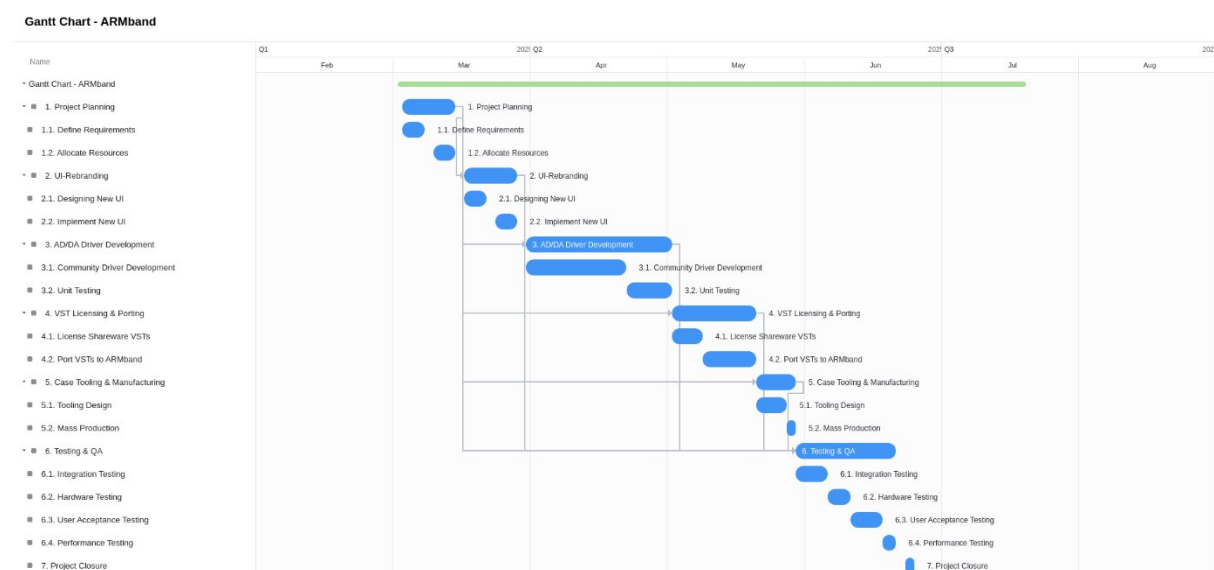 Gantt Chart - ARMband
Q1 2025 Q2 2025 Q3 202
Name Feb Mar Apr May Jun Jul Aug
Gantt Chart - ARMband
1. Project Planning 1. Project Planning
1.1. Define Requirements 1.1. Define Requirements
1.2. Allocate Resources 1.2. Allocate Resources
2. UI-Rebranding 2. UI-Rebranding
2.1. Designing New UI 2.1. Designing New UI
2.2. Implement New UI 2.2. Implement New UI
3. AD/DA Driver Development 3. AD/DA Driver Development
3.1. Community Driver Development 3.1. Community Driver Development
3.2. Unit Testing 3.2. Unit Testing
4. VST Licensing & Porting 4. VST Licensing & Porting
4.1. License Shareware VSTs 4.1. License Shareware VSTs
4.2. Port VSTs to ARMband 4.2. Port VSTs to ARMband
5. Case Tooling & Manufacturing 5. Case Tooling & Manufacturing
5.1. Tooling Design 5.1. Tooling Design
5.2. Mass Production 5.2. Mass Production
6. Testing & QA 6. Testing & QA
6.1. Integration Testing 6.1. Integration Testing
6.2. Hardware Testing 6.2. Hardware Testing
6.3. User Acceptance Testing 6.3. User Acceptance Testing
6.4. Performance Testing 6.4. Performance Testing
7. Project Closure 7. Project Closure